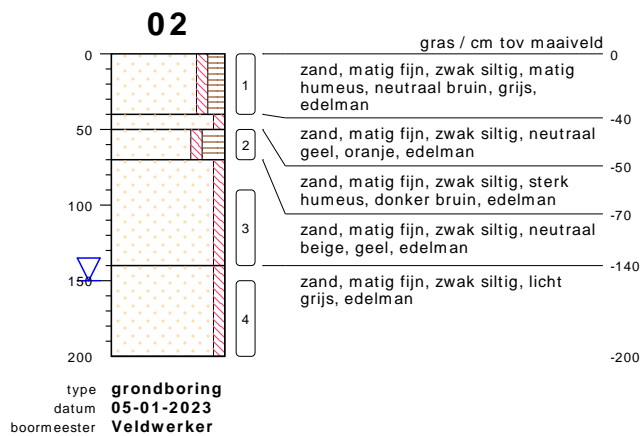 02
gras / cm tov maaiveld
0
0
zand, matig fijn, zwak siltig, matig
humeus, neutraal bruin, grijs,
edelman
1
-40
50
zand, matig fijn, zwak siltig, neutraal
geel, oranje, edelman
2
-50
zand, matig fijn, zwak siltig, sterk
humeus, donker bruin, edelman
-70
100
3
zand, matig fijn, zwak siltig, neutraal
beige, geel, edelman
-140
150
zand, matig fijn, zwak siltig, licht
grijs, edelman
4
200
-200
type grondboring
datum 05-01-2023
boormeester Veldwerker